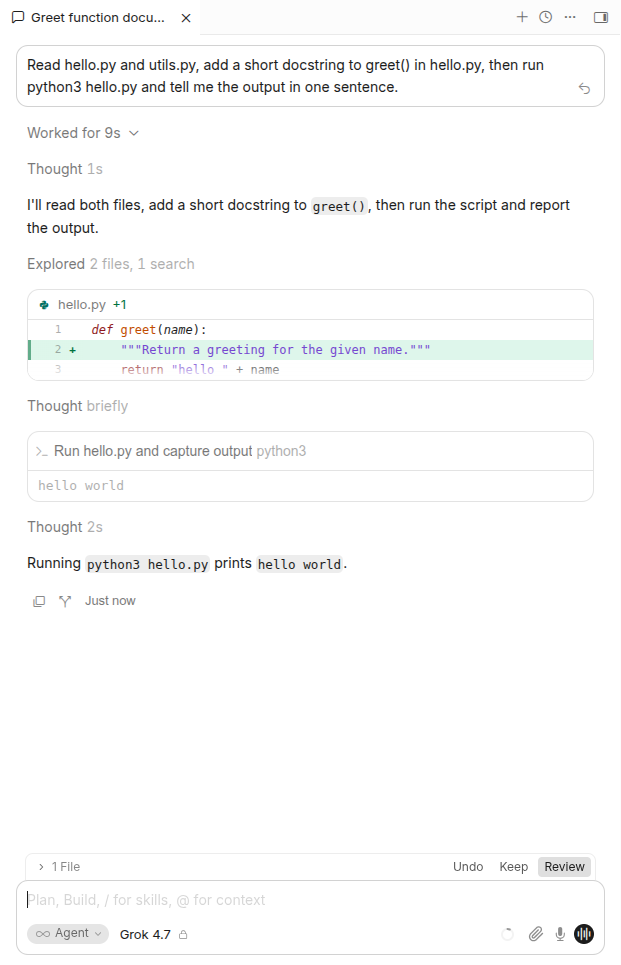 Greet function docu...
Read hello.py and utils.py, add a short docstring to greet() in hello.py, then run
python3 hello.py and tell me the output in one sentence.
Worked for 9s
Thought 1s
I'll read both files, add a short docstring to greet(), then run the script and report
the output.
Explored 2 files, 1 search
hello.py +1
1 def greet(name):
2 + """Return a greeting for the given name."""
3 return "hello " + name
Thought briefly
Run hello.py and capture output python3
hello world
Thought 2s
Running python3 hello.py prints hello world.
Just now
1 File Undo Keep Review
Plan, Build, / for skills, @ for context
Agent Grok 4.7